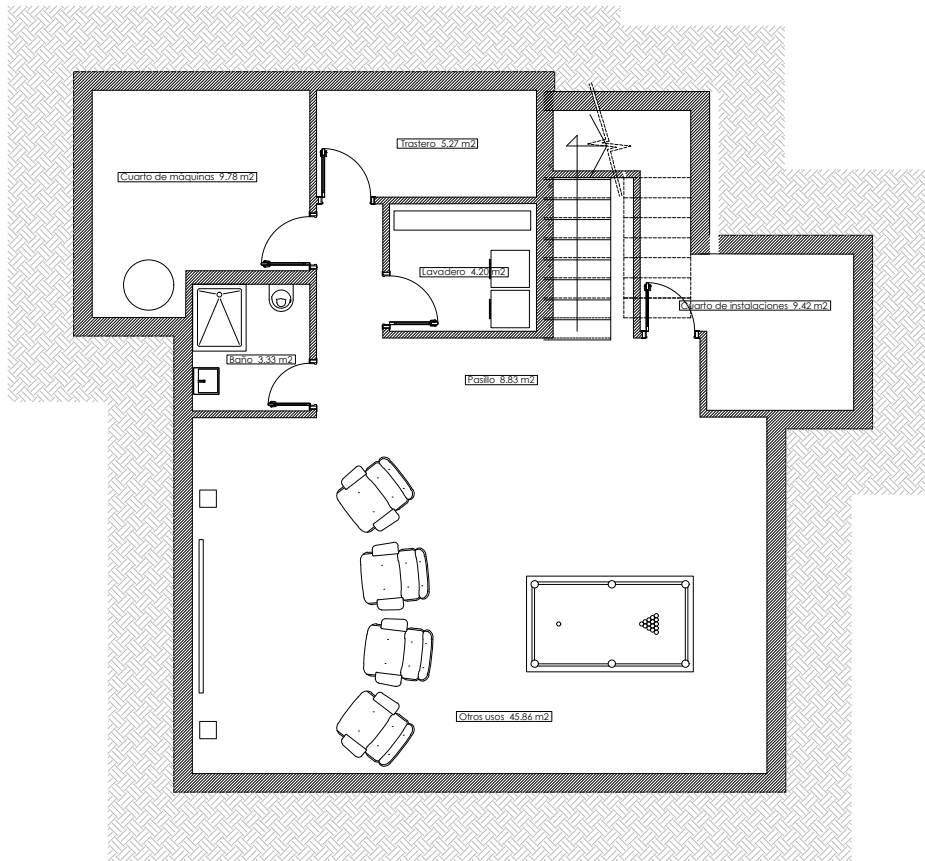 Trastero 5.27 m2
Cuarto de máquinas 9.78 m2
Lavadero 4.20 m2
Cuarto de instalaciones 9.42 m2
Baño 3.33 m2
Pasillo 8.83 m2
Otros usos 45.86 m2